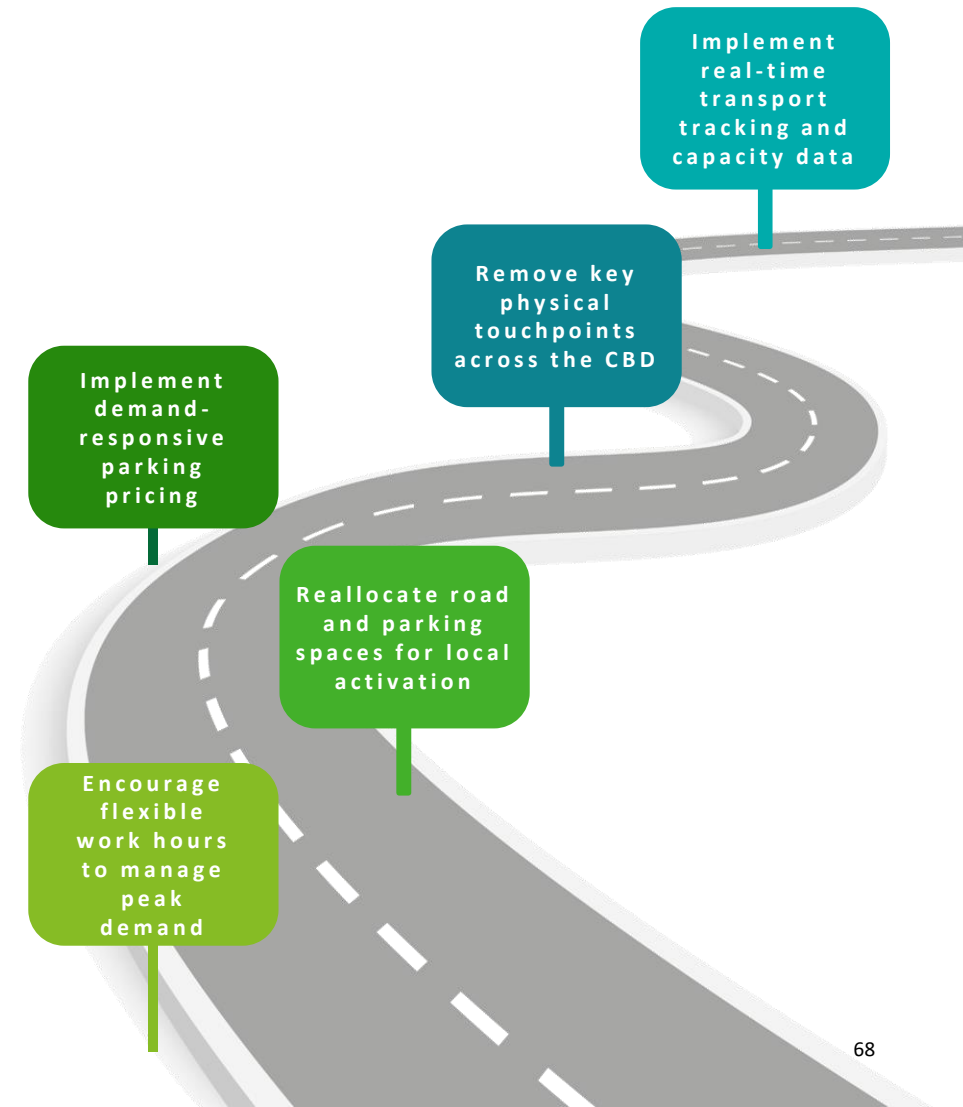 Implement
real-time
transport
tracking and
capacity data
Remove key
physical
touchpoints
across the CBD
Implement
demand-
responsive
parking
pricing
Reallocate road
and parking
spaces for local
activation
Encourage
flexible
work hours
to manage
peak
demand
68